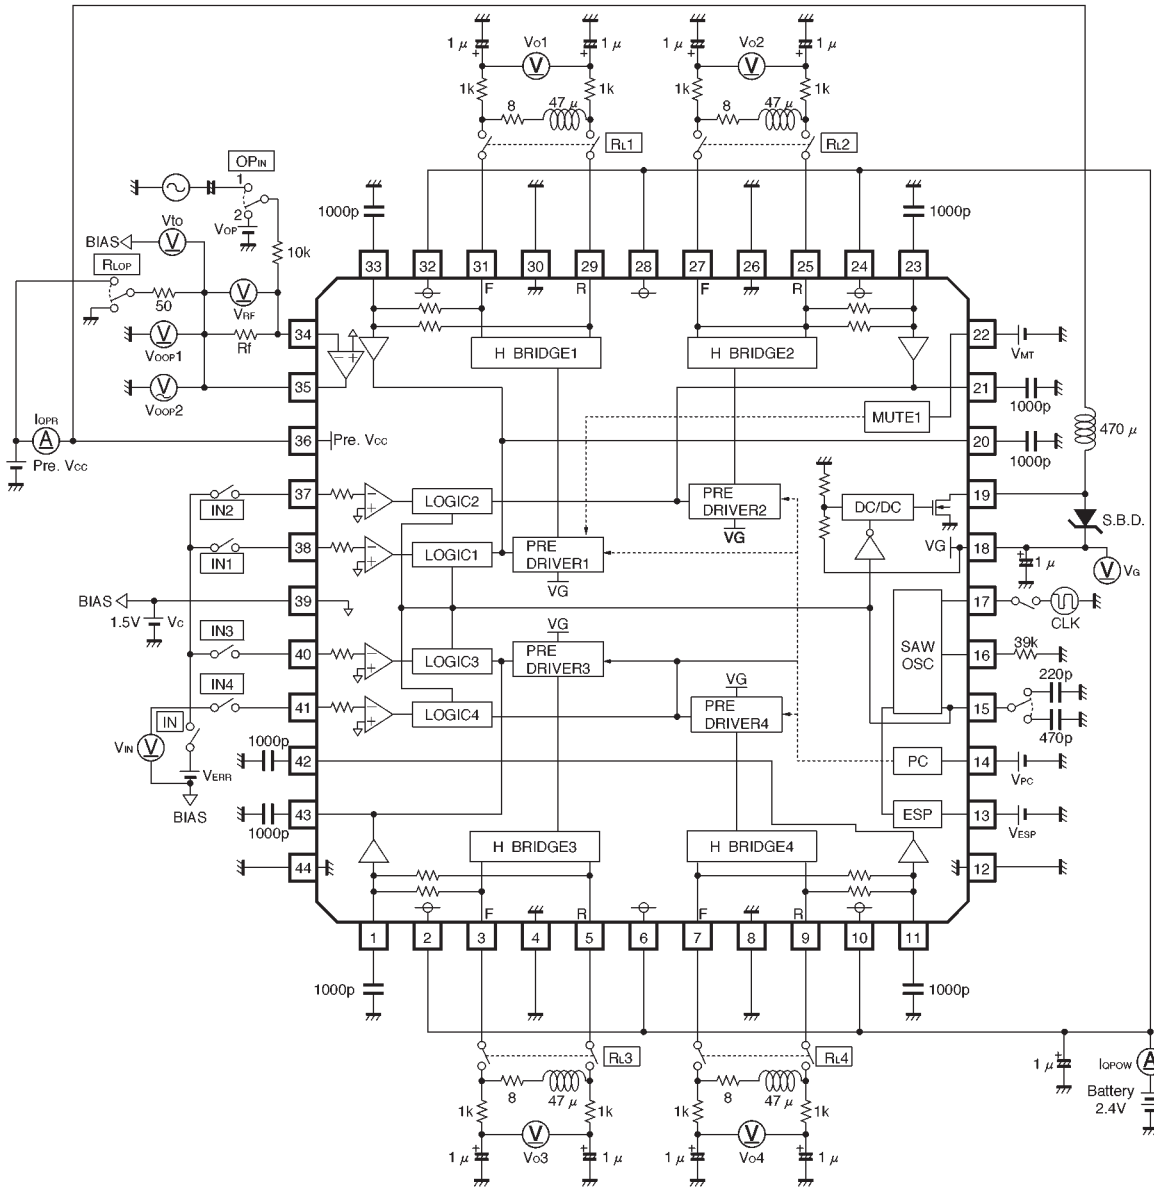 1 μ
Vo1
1 μ
1 μ
Vo2
1 μ
1k
1k
1k
1k
8
47 μ
8
47 μ
RL1
RL2
OPIN
1
2
VOP
Vto
BIAS
10k
RLOP
50
VRF
Rf
VOOP1
VOOP2
IQPR
Pre. Vcc
1000p
1000p
33
32
31
30
29
28
27
26
25
24
23
F
R
F
R
H BRIDGE1
H BRIDGE2
34
35
36
Pre. Vcc
37
38
39
40
41
42
43
44
22
VMT
21
1000p
20
1000p
470 μ
19
S.B.D.
18
VG
1 μ
VG
17
CLK
16
39k
15
220p
470p
14
VPC
13
VESP
12
MUTE1
IN2
IN1
BIAS
1.5V
Vc
IN3
IN4
IN
VIN
VERR
BIAS
1000p
1000p
LOGIC2
LOGIC1
LOGIC3
LOGIC4
PRE
DRIVER2
VG
PRE
DRIVER1
VG
VG
PRE
DRIVER3
VG
PRE
DRIVER4
DC/DC
SAW
OSC
PC
ESP
H BRIDGE3
H BRIDGE4
F
R
F
R
1
2
3
4
5
6
7
8
9
10
11
1000p
1000p
RL3
RL4
8
47 μ
8
47 μ
1k
1k
1k
1k
1 μ
Vo3
1 μ
1 μ
Vo4
1 μ
1 μ
IQPOW
Battery
2.4V